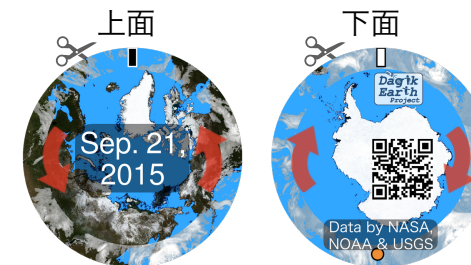 上面
下面
Sep. 21,
2015
Dagik
Earth
Project
Data by NASA,
NOAA & USGS